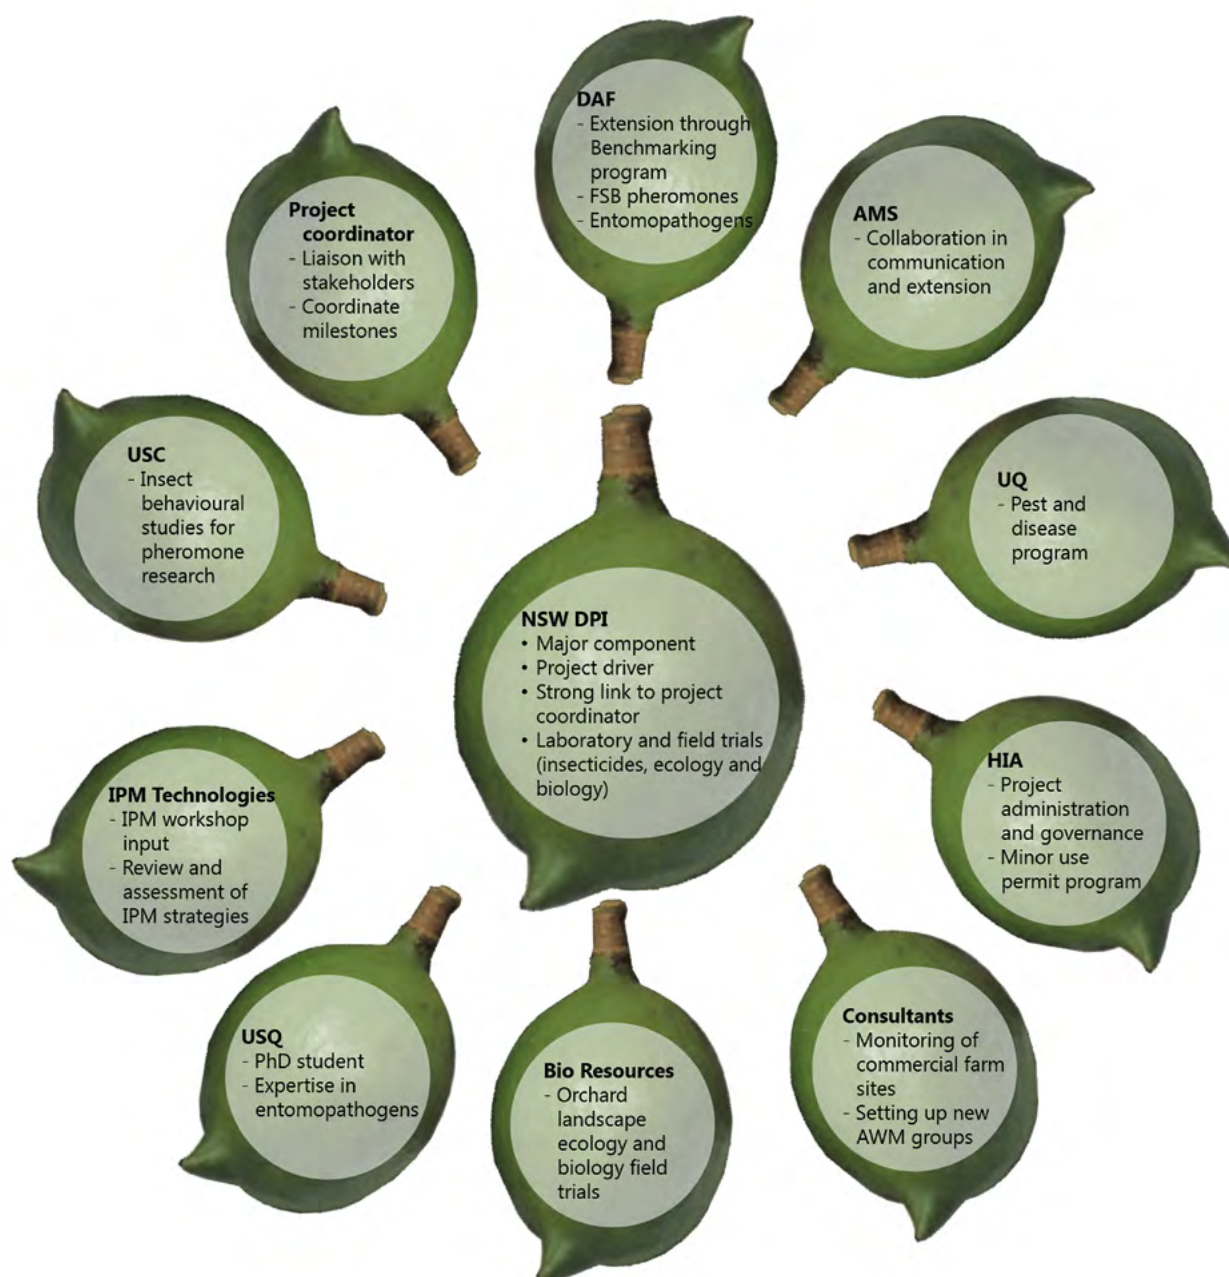 DAF
- Extension through
Benchmarking
program
- FSB pheromones
- Entomopathogens
AMS
- Collaboration in
communication
and extension
Project
coordinator
- Liaison with
stakeholders
- Coordinate
milestones
USC
- Insect
behavioural
studies for
pheromone
research
UQ
- Pest and
disease
program
NSW DPI
• Major component
• Project driver
• Strong link to project
coordinator
• Laboratory and field trials
(insecticides, ecology and
biology)
IPM Technologies
- IPM workshop
input
- Review and
assessment of
IPM strategies
HIA
- Project
administration
and governance
- Minor use
permit program
USQ
- PhD student
- Expertise in
entomopathogens
Bio Resources
- Orchard
landscape
ecology and
biology field
trials
Consultants
- Monitoring of
commercial farm
sites
- Setting up new
AWM groups